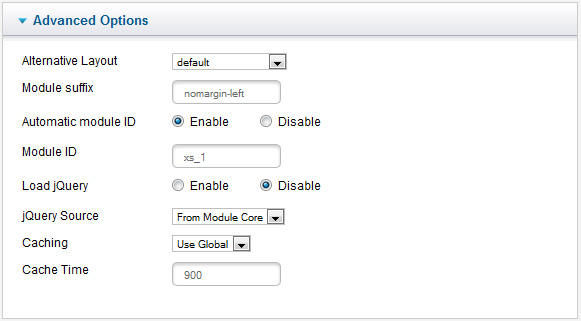 Advanced Options
Alternative Layout default
Module suffix nomargin-left
Automatic module ID Enable Disable
Module ID xs_1
Load jQuery Enable Disable
jQuery Source From Module Core
Caching Use Global
Cache Time 900